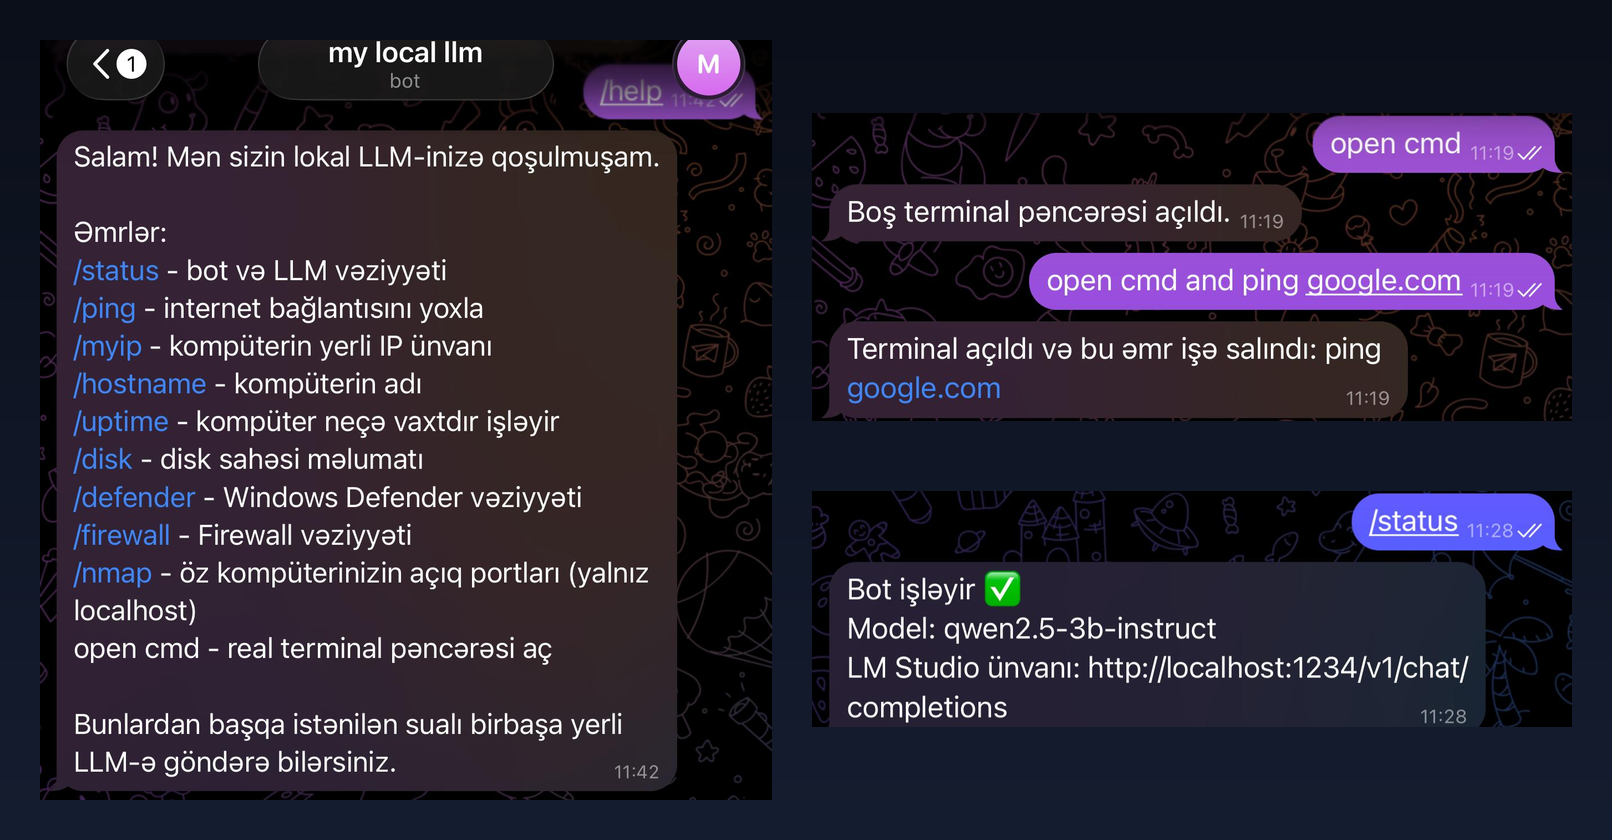 1
my local llm
bot
M
/help 11:42
Salam! Mən sizin lokal LLM-inizə qoşulmuşam.
Əmrlər:
/status - bot və LLM vəziyyəti
/ping - internet bağlantısını yoxla
/myip - kompüterin yerli IP ünvanı
/hostname - kompüterin adı
/uptime - kompüter neçə vaxtdır işləyir
/disk - disk sahəsi məlumatı
/defender - Windows Defender vəziyyəti
/firewall - Firewall vəziyyəti
/nmap - öz kompüterinizin açıq portları (yalnız
localhost)
open cmd - real terminal pəncərəsi aç
Bunlardan başqa istənilən sualı birbaşa yerli
LLM-ə göndərə bilərsiniz.
11:42
open cmd 11:19
Boş terminal pəncərəsi açıldı. 11:19
open cmd and ping google.com 11:19
Terminal açıldı və bu əmr işə salındı: ping
google.com
11:19
/status 11:28
Bot işləyir ✅
Model: qwen2.5-3b-instruct
LM Studio ünvanı: http://localhost:1234/v1/chat/
completions
11:28